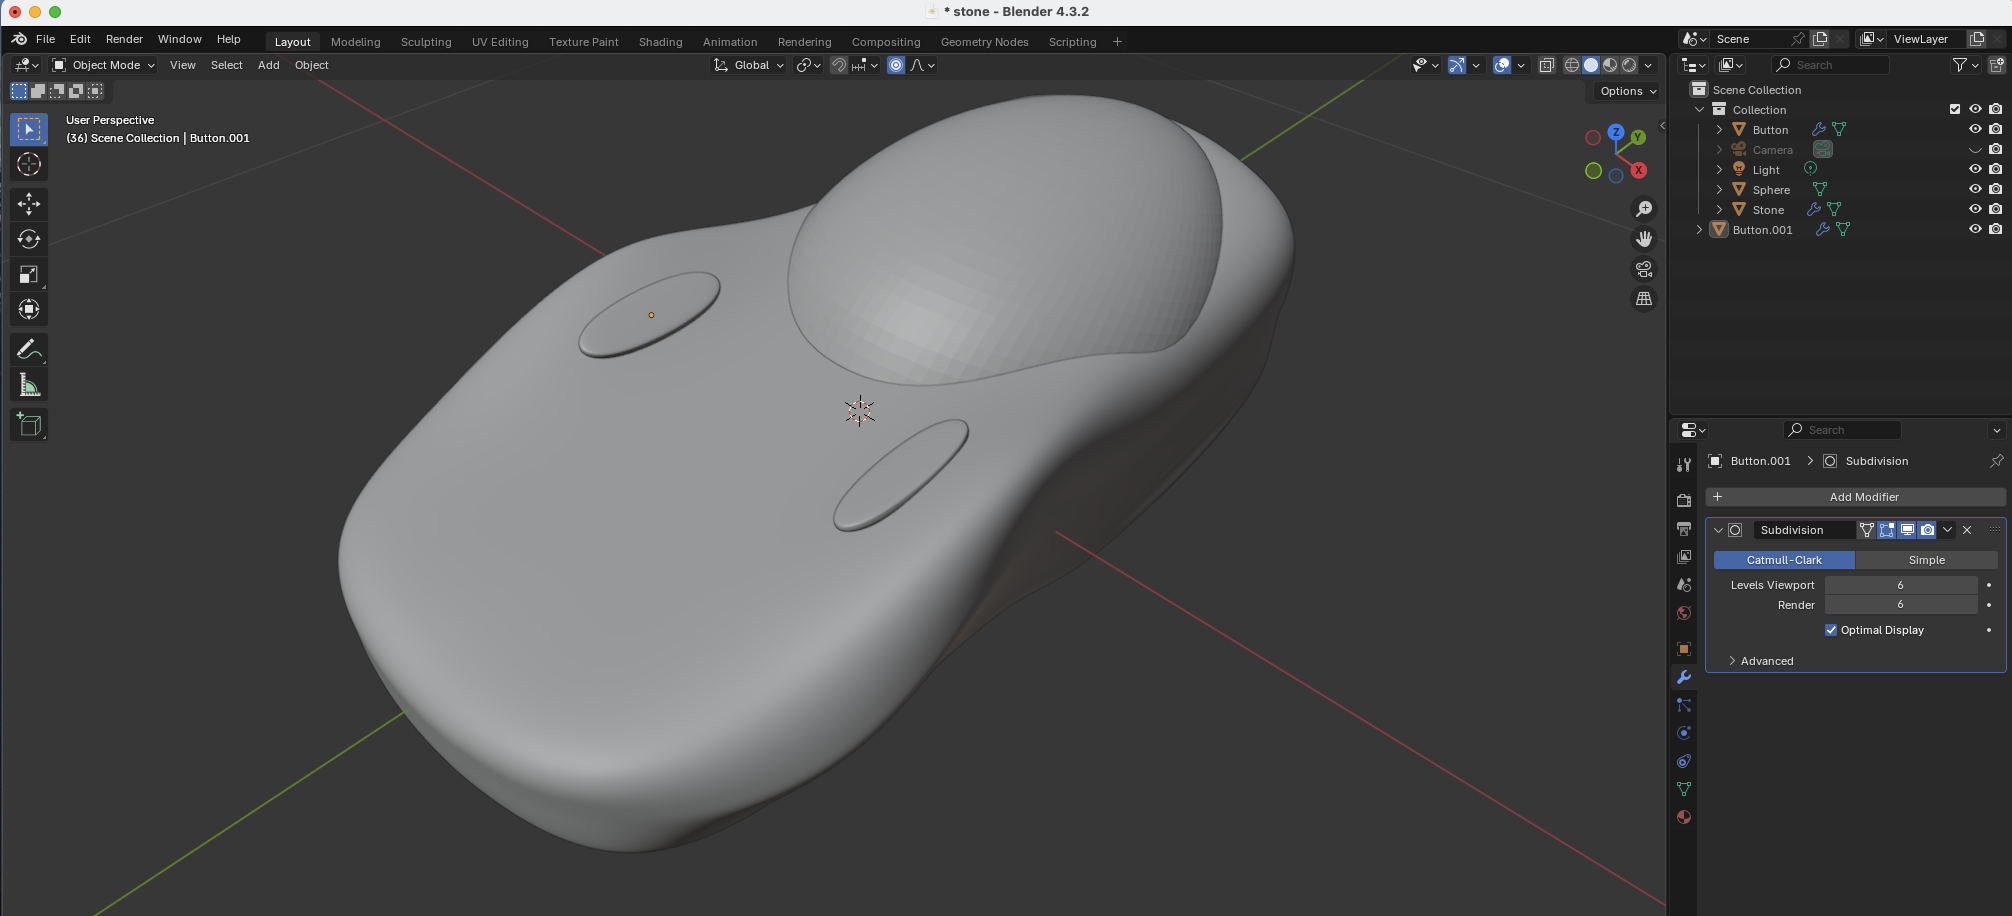 * stone - Blender 4.3.2
File Edit Render Window Help Layout Modeling Sculpting UV Editing Texture Paint Shading Animation Rendering Compositing Geometry Nodes Scripting + Scene ViewLayer
Object Mode View Select Add Object Global Search
Options
Scene Collection
Collection
User Perspective
(36) Scene Collection | Button.001
Button
Camera
Light
Sphere
Stone
Button.001
Z
Y
X
Search
Button.001 > Subdivision
+ Add Modifier
Subdivision
Catmull-Clark Simple
Levels Viewport 6
Render 6
Optimal Display
Advanced